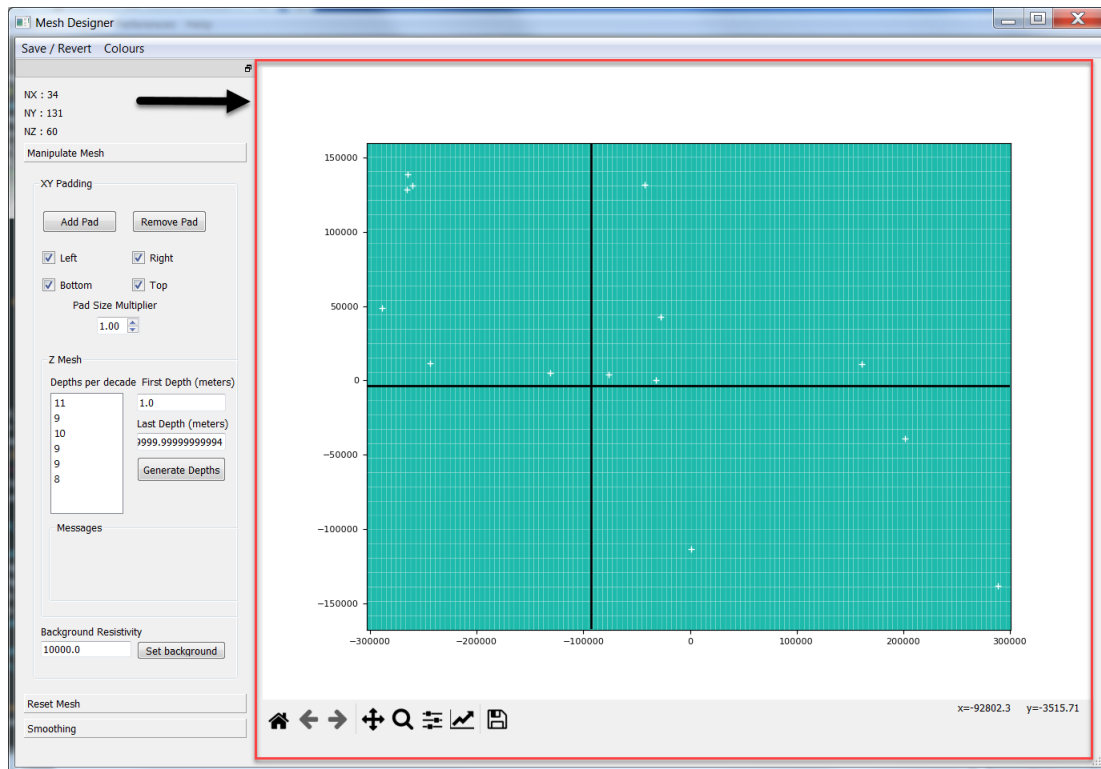 Mesh Designer
Save / Revert Colours
NX : 34
NY : 131
NZ : 60
Manipulate Mesh
XY Padding
Add Pad Remove Pad
Left Right
Bottom Top
Pad Size Multiplier
1.00
Z Mesh
Depths per decade First Depth (meters)
11
9
10
9
9
8
1.0
Last Depth (meters)
9999.99999999994
Generate Depths
Messages
Background Resistivity
10000.0 Set background
Reset Mesh
Smoothing
150000
100000
50000
0
−50000
−100000
−150000
−300000 −200000 −100000 0 100000 200000 300000
x=-92802.3 y=-3515.71